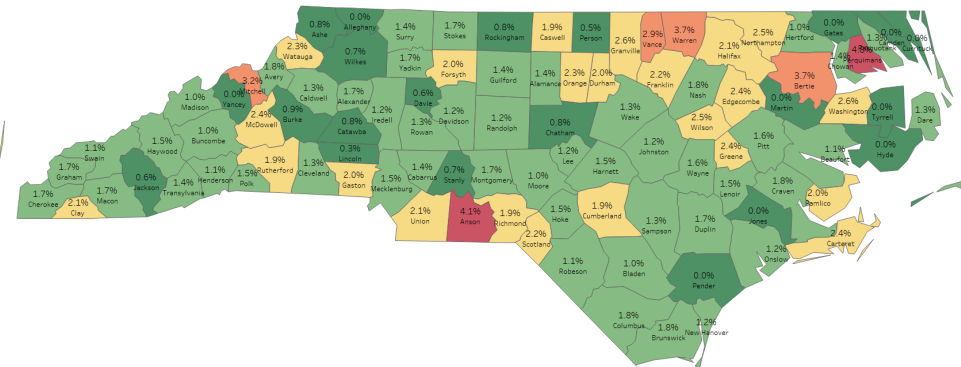 0.8%
Ashe
0.0%
Alleghany
1.4%
Surry
1.7%
Stokes
0.8%
Rockingham
1.9%
Caswell
0.5%
Person
2.6%
Granville
2.9%
Vance
3.7%
Warren
2.1%
Halifax
2.5%
Northampton
1.0%
Hertford
0.0%
Gates
1.3%
Pasquotank
0.0%
Camden
0.0%
Currituck
1.4%
Chowan
Perquimans
2.3%
Watauga
0.7%
Wilkes
1.7%
Yadkin
2.0%
Forsyth
1.4%
Guilford
1.4%
Alamance
2.3%
Orange
2.0%
Durham
2.2%
Franklin
1.8%
Nash
2.4%
Edgecombe
0.0%
Martin
3.7%
Bertie
2.6%
Washington
0.0%
Tyrrell
1.3%
Dare
1.0%
Madison
0.0%
Yancey
3.2%
Mitchell
1.8%
Avery
1.3%
Caldwell
1.7%
Alexander
1.2%
Iredell
0.6%
Davie
1.2%
Davidson
1.2%
Randolph
0.8%
Chatham
1.3%
Wake
2.5%
Wilson
1.6%
Pitt
1.1%
Beaufort
0.0%
Hyde
1.1%
Swain
1.5%
Haywood
1.0%
Buncombe
2.4%
McDowell
0.9%
Burke
0.8%
Catawba
1.3%
Rowan
0.3%
Lincoln
1.2%
Lee
1.2%
Johnston
2.4%
Greene
1.7%
Graham
0.6%
Jackson
1.1%
Henderson
1.5%
Polk
1.9%
Rutherford
1.3%
Cleveland
2.0%
Gaston
1.5%
Mecklenburg
1.4%
Cabarrus
0.7%
Stanly
1.7%
Montgomery
1.0%
Moore
1.5%
Harnett
1.6%
Wayne
1.5%
Lenoir
1.8%
Craven
2.0%
Pamlico
1.7%
Cherokee
2.1%
Clay
1.7%
Macon
1.4%
Transylvania
2.1%
Union
4.1%
Anson
1.9%
Richmond
2.2%
Scotland
1.5%
Hoke
1.9%
Cumberland
1.3%
Sampson
1.7%
Duplin
0.0%
Jones
1.2%
Onslow
2.4%
Carteret
1.1%
Robeson
1.0%
Bladen
0.0%
Pender
1.8%
Columbus
1.8%
Brunswick
1.2%
New Hanover